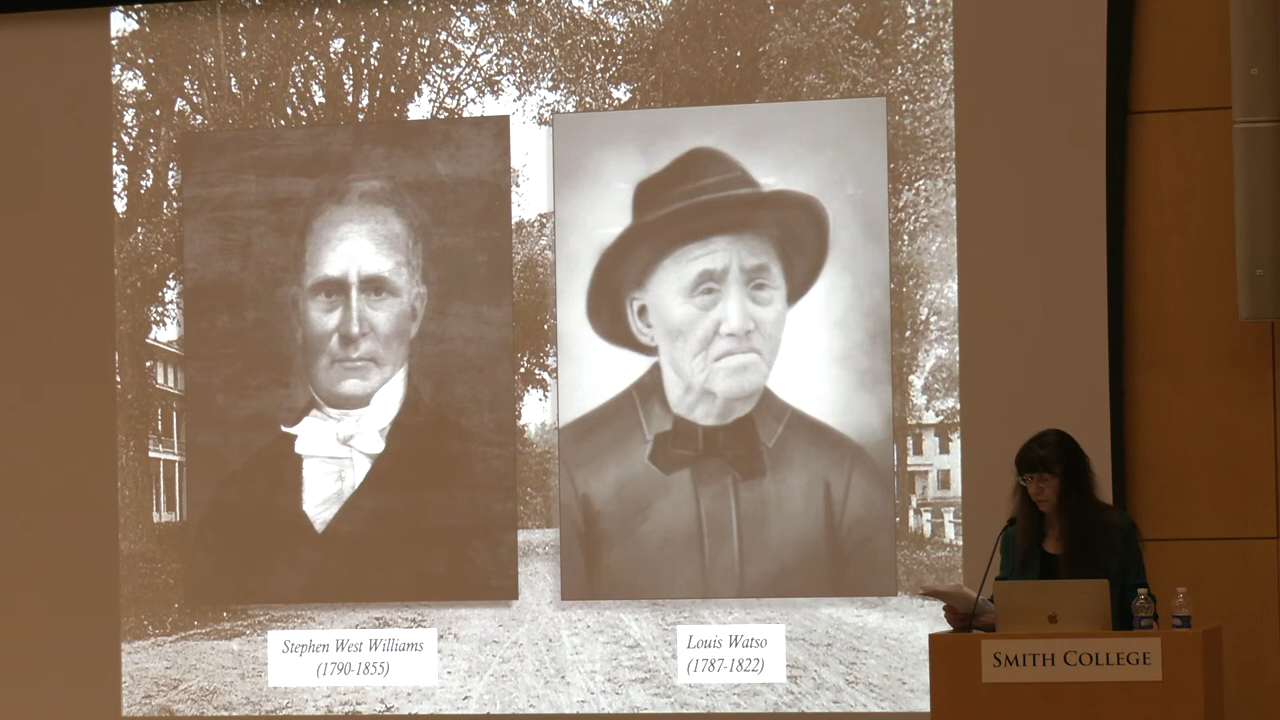 Stephen West Williams
(1790-1855)
Louis Watso
(1787-1822)
SMITH COLLEGE